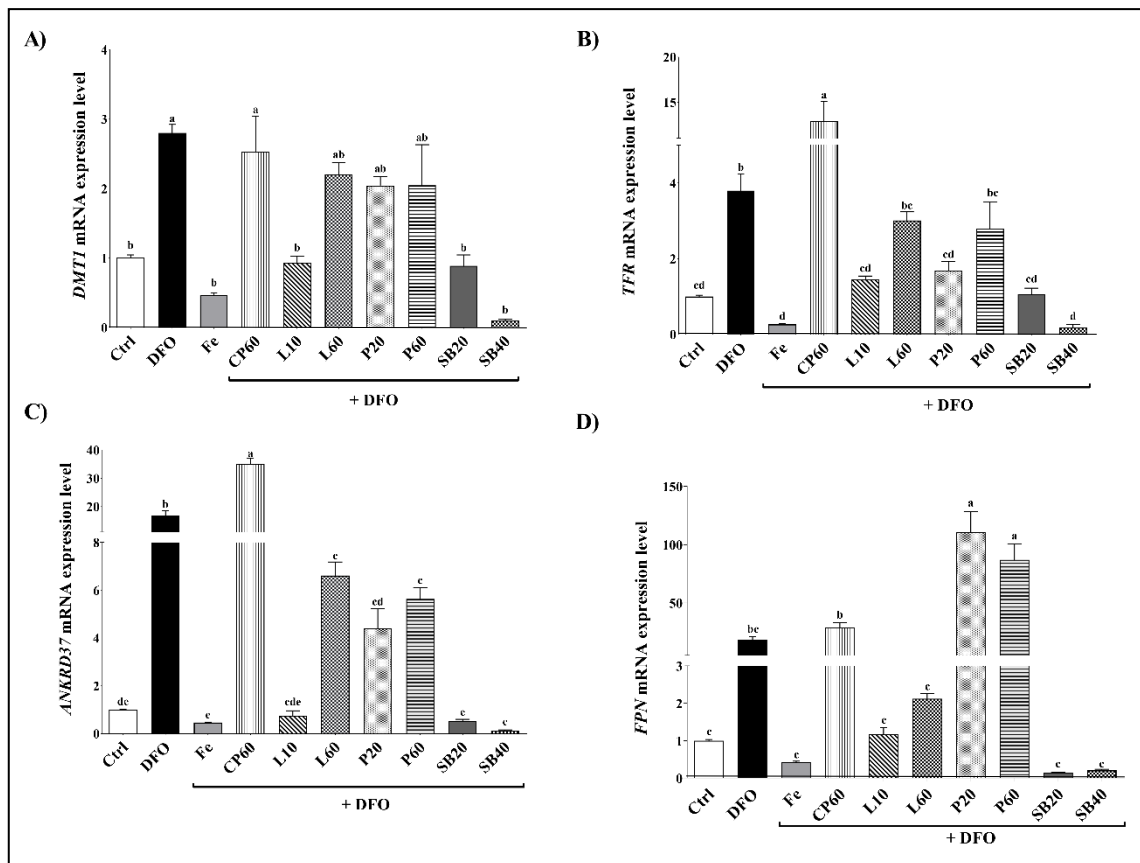 A)
DMT1 mRNA expression level
4
3
2
1
0
b
a
b
a
b
ab
ab
ab
b
b
Ctrl
DFO
Fe
CP60
L10
L60
P20
P60
SB20
SB40
+ DFO
B)
TFR mRNA expression level
20
15
4
2
0
cd
b
d
a
cd
bc
cd
bc
cd
d
Ctrl
DFO
Fe
CP60
L10
L60
P20
P60
SB20
SB40
+ DFO
C)
ANKRD37 mRNA expression level
40
30
20
8
6
4
2
0
de
b
e
a
cde
c
cd
c
e
e
Ctrl
DFO
Fe
CP60
L10
L60
P20
P60
SB20
SB40
+ DFO
D)
FPN mRNA expression level
150
100
50
3
2
1
0
c
bc
c
b
c
c
a
a
c
c
Ctrl
DFO
Fe
CP60
L10
L60
P20
P60
SB20
SB40
+ DFO